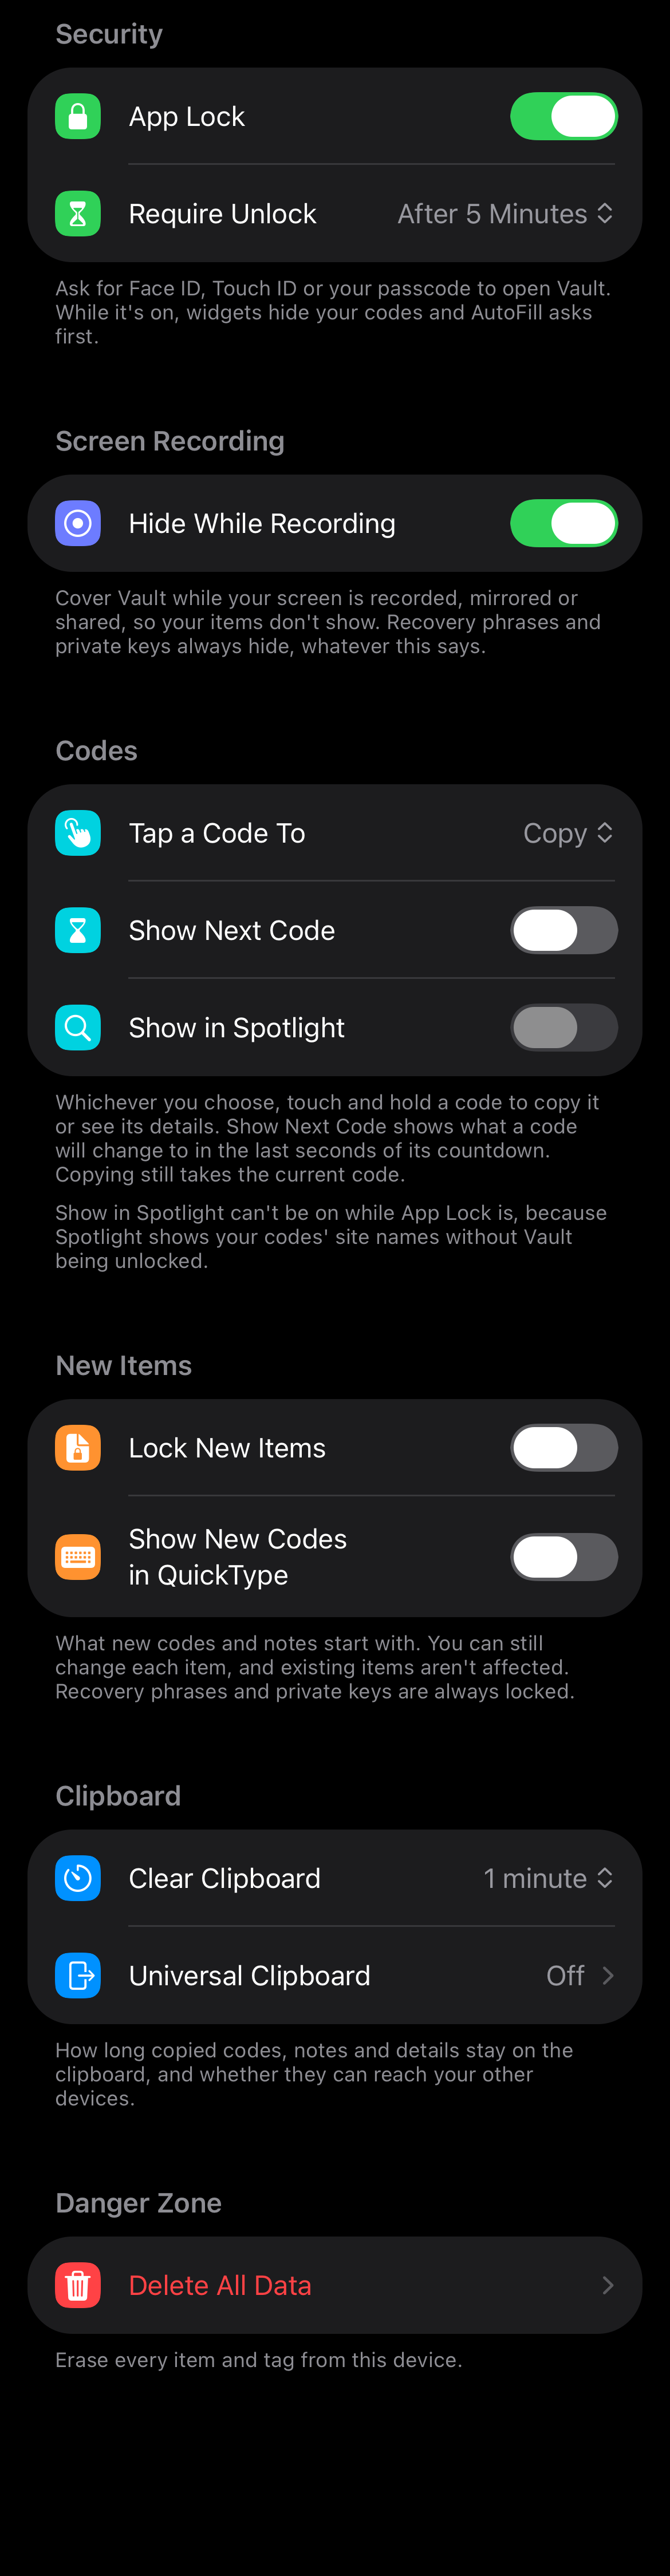 Security
App Lock
Require Unlock After 5 Minutes
Ask for Face ID, Touch ID or your passcode to open Vault.
While it's on, widgets hide your codes and AutoFill asks
first.
Screen Recording
Hide While Recording
Cover Vault while your screen is recorded, mirrored or
shared, so your items don't show. Recovery phrases and
private keys always hide, whatever this says.
Codes
Tap a Code To Copy
Show Next Code
Show in Spotlight
Whichever you choose, touch and hold a code to copy it
or see its details. Show Next Code shows what a code
will change to in the last seconds of its countdown.
Copying still takes the current code.
Show in Spotlight can't be on while App Lock is, because
Spotlight shows your codes' site names without Vault
being unlocked.
New Items
Lock New Items
Show New Codes
in QuickType
What new codes and notes start with. You can still
change each item, and existing items aren't affected.
Recovery phrases and private keys are always locked.
Clipboard
Clear Clipboard 1 minute
Universal Clipboard Off
How long copied codes, notes and details stay on the
clipboard, and whether they can reach your other
devices.
Danger Zone
Delete All Data
Erase every item and tag from this device.